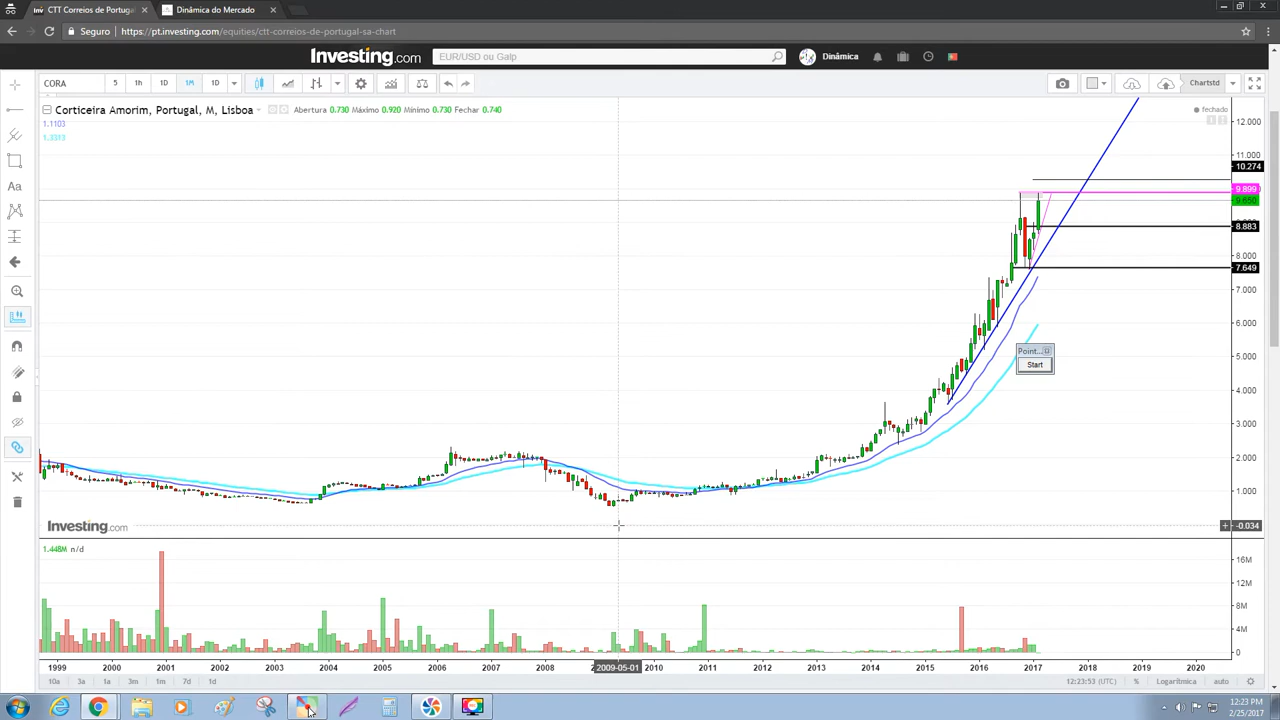 CTT Correios de Portugal
Dinâmica do Mercado
Seguro
https://pt.investing.com/equities/ctt-correios-de-portugal-sa-chart
Investing.com
EUR/USD ou Galp
Dinâmica
CORA
5
1h
1D
1M
1D
Chartstd
Aa
Corticeira Amorim, Portugal, M, Lisboa
Abertura 0.730 Máximo 0.920 Mínimo 0.730 Fechar 0.740
fechado
1.1103
1.3313
12.000
11.000
10.274
9.899
9.650
8.883
8.000
7.649
7.000
6.000
5.000
4.000
3.000
2.000
1.000
-0.034
Point...
Start
Investing.com
1.448M n/d
16M
12M
8M
4M
0
1999
2000
2001
2002
2003
2004
2005
2006
2007
2008
2009-05-01
2010
2011
2012
2013
2014
2015
2016
2017
2018
2019
2020
10a
3a
1a
1m
7d
1d
12:23:53 (UTC)
%
Logarítmica
auto
12:23 PM
2/25/2017